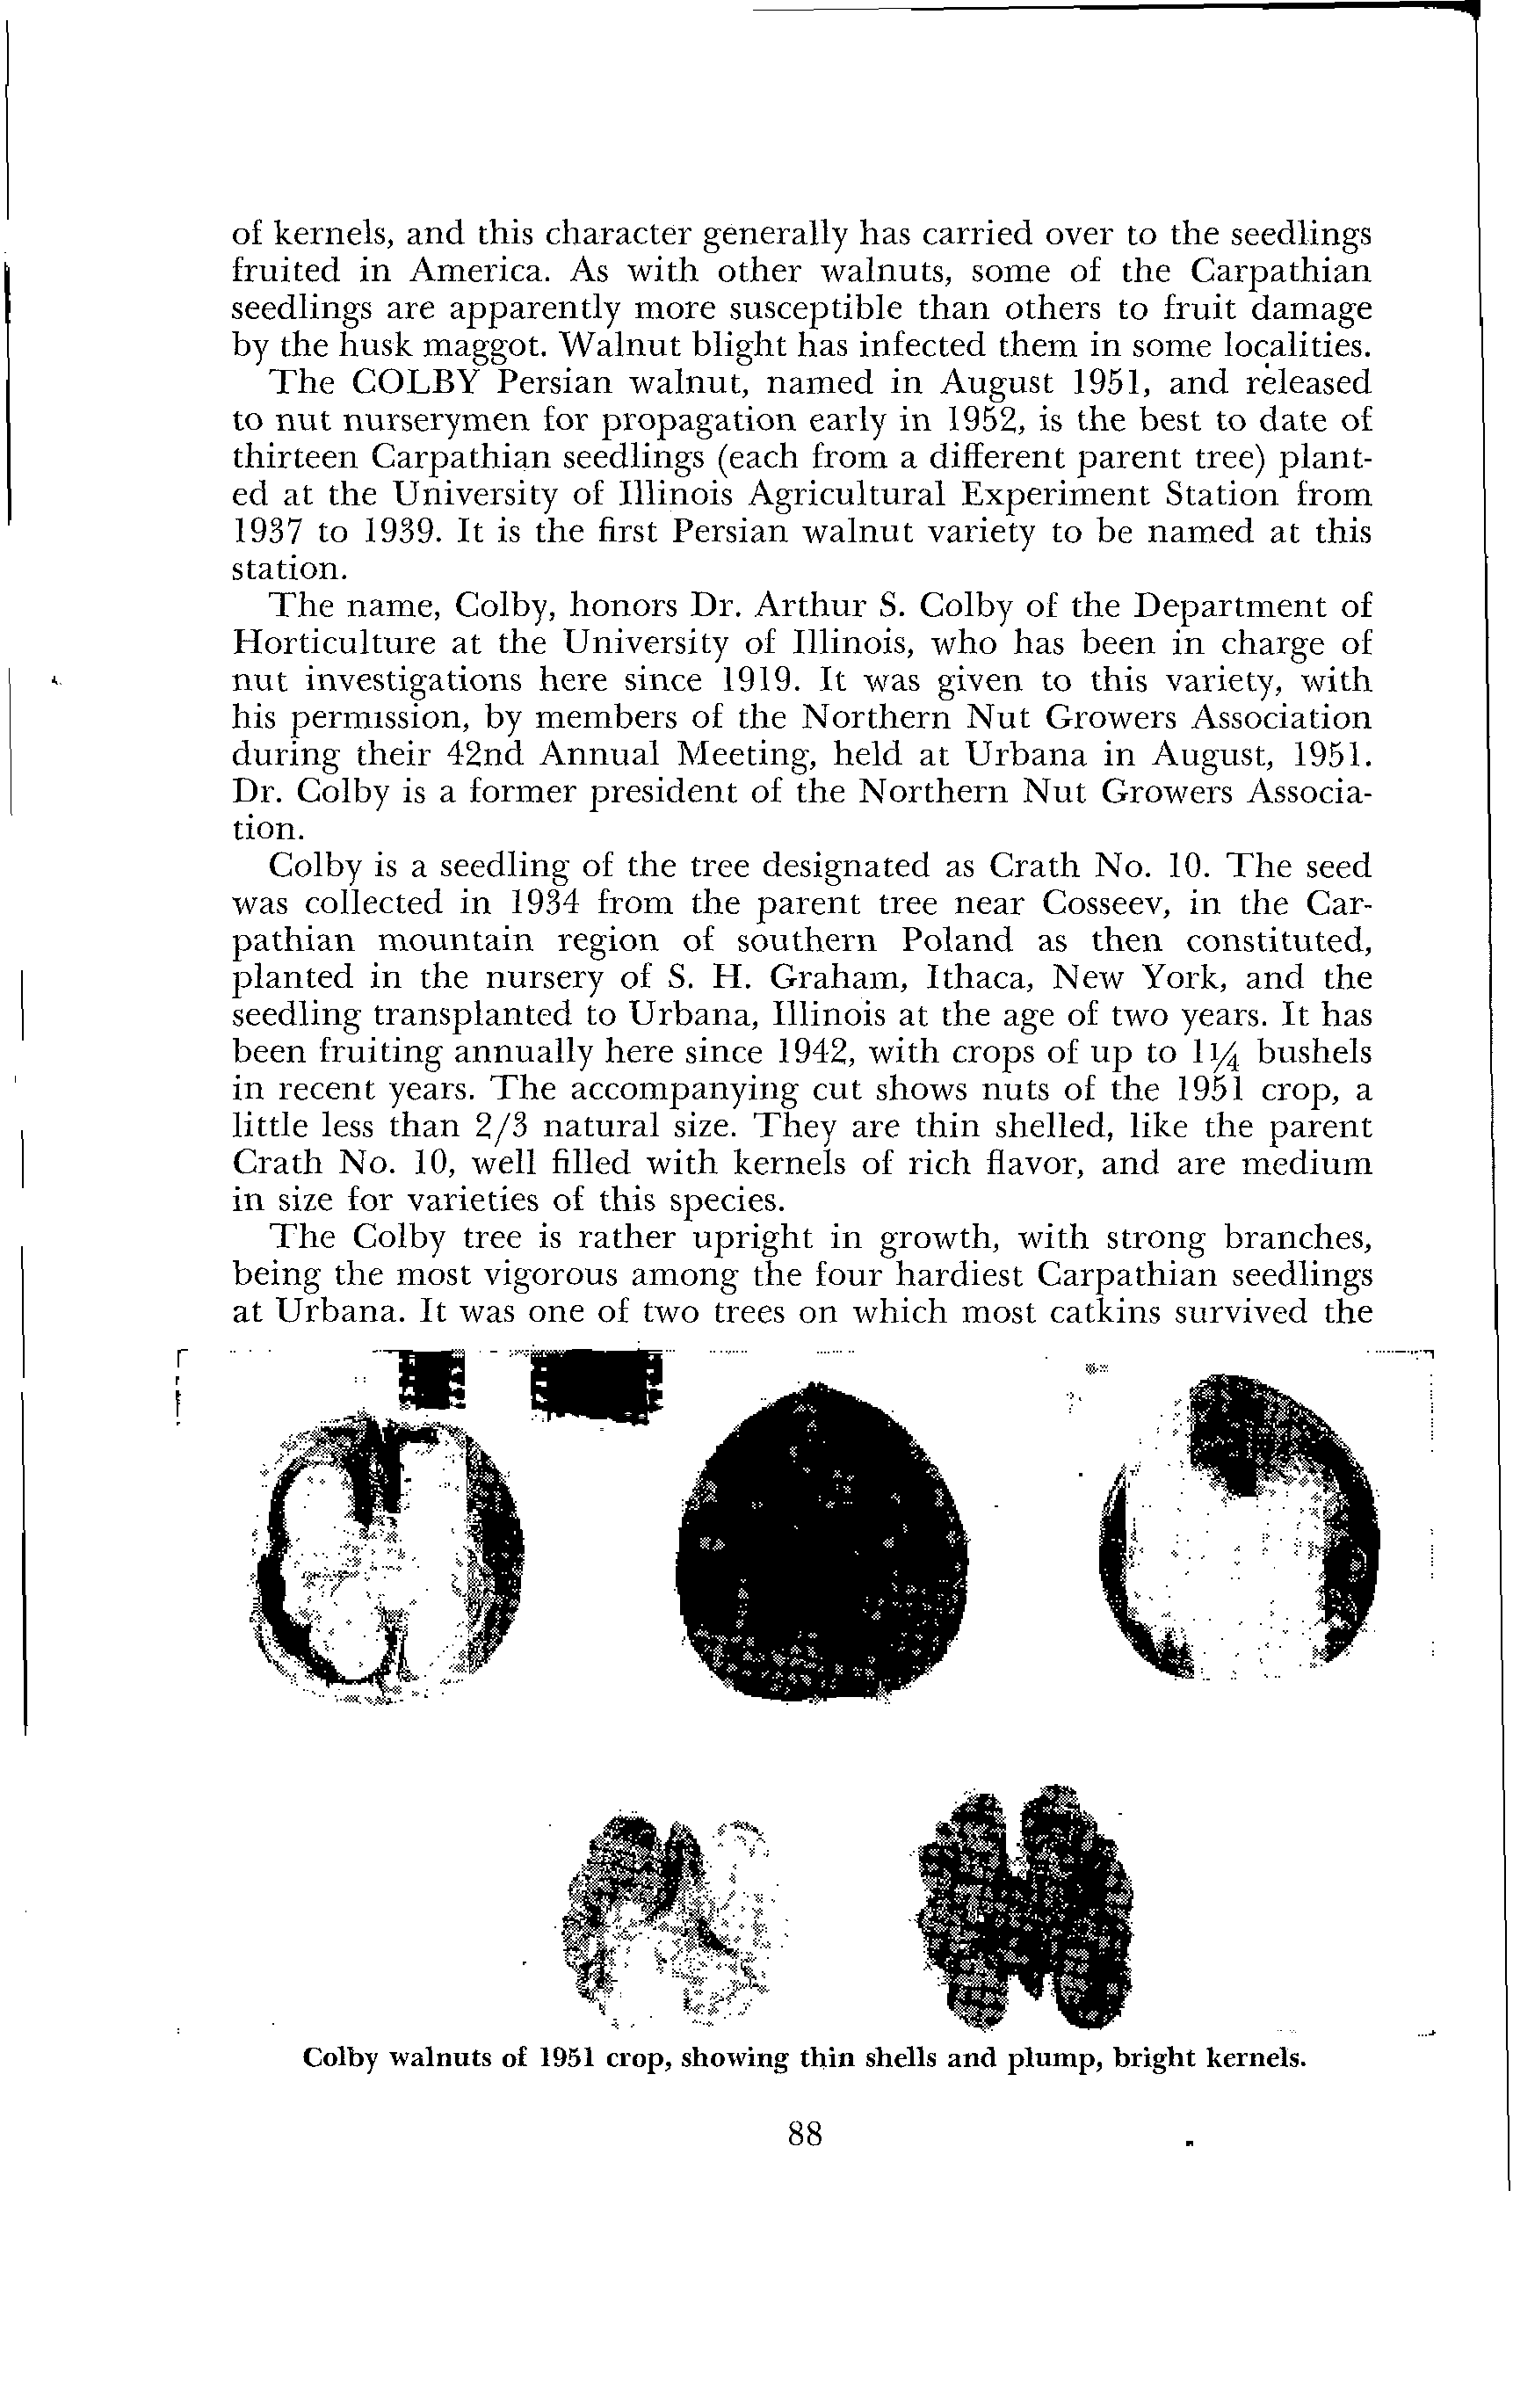 of kernels, and this character generally has carried over to the seedlings
fruited in America. As with other walnuts, some of the Carpathian
seedlings are apparently more susceptible than others to fruit damage
by the husk maggot. Walnut blight has infected them in some localities.
The COLBY Persian walnut, named in August 1951, and released
to nut nurserymen for propagation early in 1952, is the best to date of
thirteen Carpathian seedlings (each from a different parent tree) plant-
ed at the University of Illinois Agricultural Experiment Station from
1937 to 1939. It is the first Persian walnut variety to be named at this
station.
The name, Colby, honors Dr. Arthur S. Colby of the Department of
Horticulture at the University of Illinois, who has been in charge of
nut investigations here since 1919. It was given to this variety, with
his permission, by members of the Northern Nut Growers Association
during their 42nd Annual Meeting, held at Urbana in August, 1951.
Dr. Colby is a former president of the Northern Nut Growers Associa-
tion.
Colby is a seedling of the tree designated as Crath No. 10. The seed
was collected in 1934 from the parent tree near Cosseev, in the Car-
pathian mountain region of southern Poland as then constituted,
planted in the nursery of S. H. Graham, Ithaca, New York, and the
seedling transplanted to Urbana, Illinois at the age of two years. It has
been fruiting annually here since 1942, with crops of up to 1¼ bushels
in recent years. The accompanying cut shows nuts of the 1951 crop, a
little less than 2/3 natural size. They are thin shelled, like the parent
Crath No. 10, well filled with kernels of rich flavor, and are medium
in size for varieties of this species.
The Colby tree is rather upright in growth, with strong branches,
being the most vigorous among the four hardiest Carpathian seedlings
at Urbana. It was one of two trees on which most catkins survived the
Colby walnuts of 1951 crop, showing thin shells and plump, bright kernels.
88